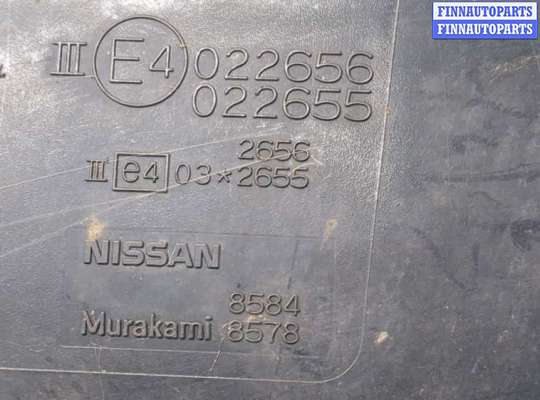 FINNAUTOPARTS
FINNAUTOPARTS
III E4 022656
022655
2656
III e4 03*2655
NISSAN
8584
Murakami 8578